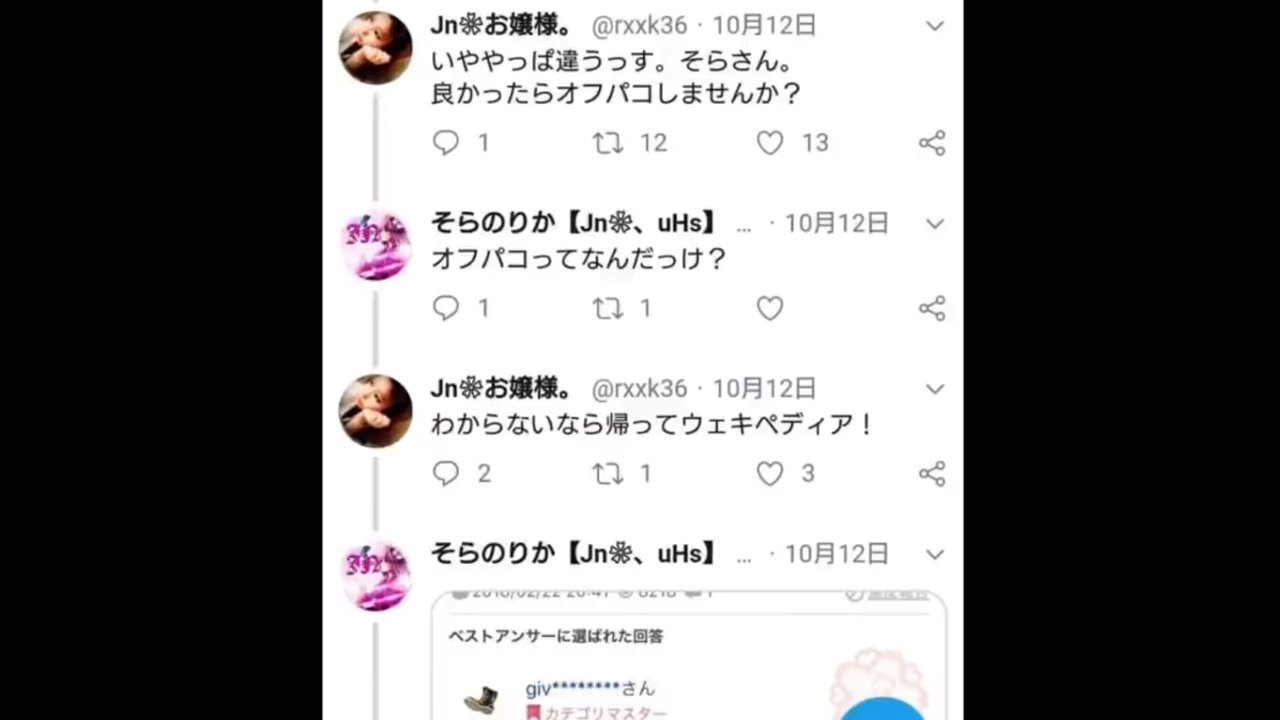 Jn❀お嬢様。 @rxxk36 · 10月12日
いややっぱ違うっす。そらさん。
良かったらオフパコしませんか？
1 12 13
そらのりか【Jn❀、uHs】 … · 10月12日
オフパコってなんだっけ？
1 1
Jn❀お嬢様。 @rxxk36 · 10月12日
わからないなら帰ってウェキペディア！
2 1 3
そらのりか【Jn❀、uHs】 … · 10月12日
ベストアンサーに選ばれた回答
giv********さん
カテゴリマスター